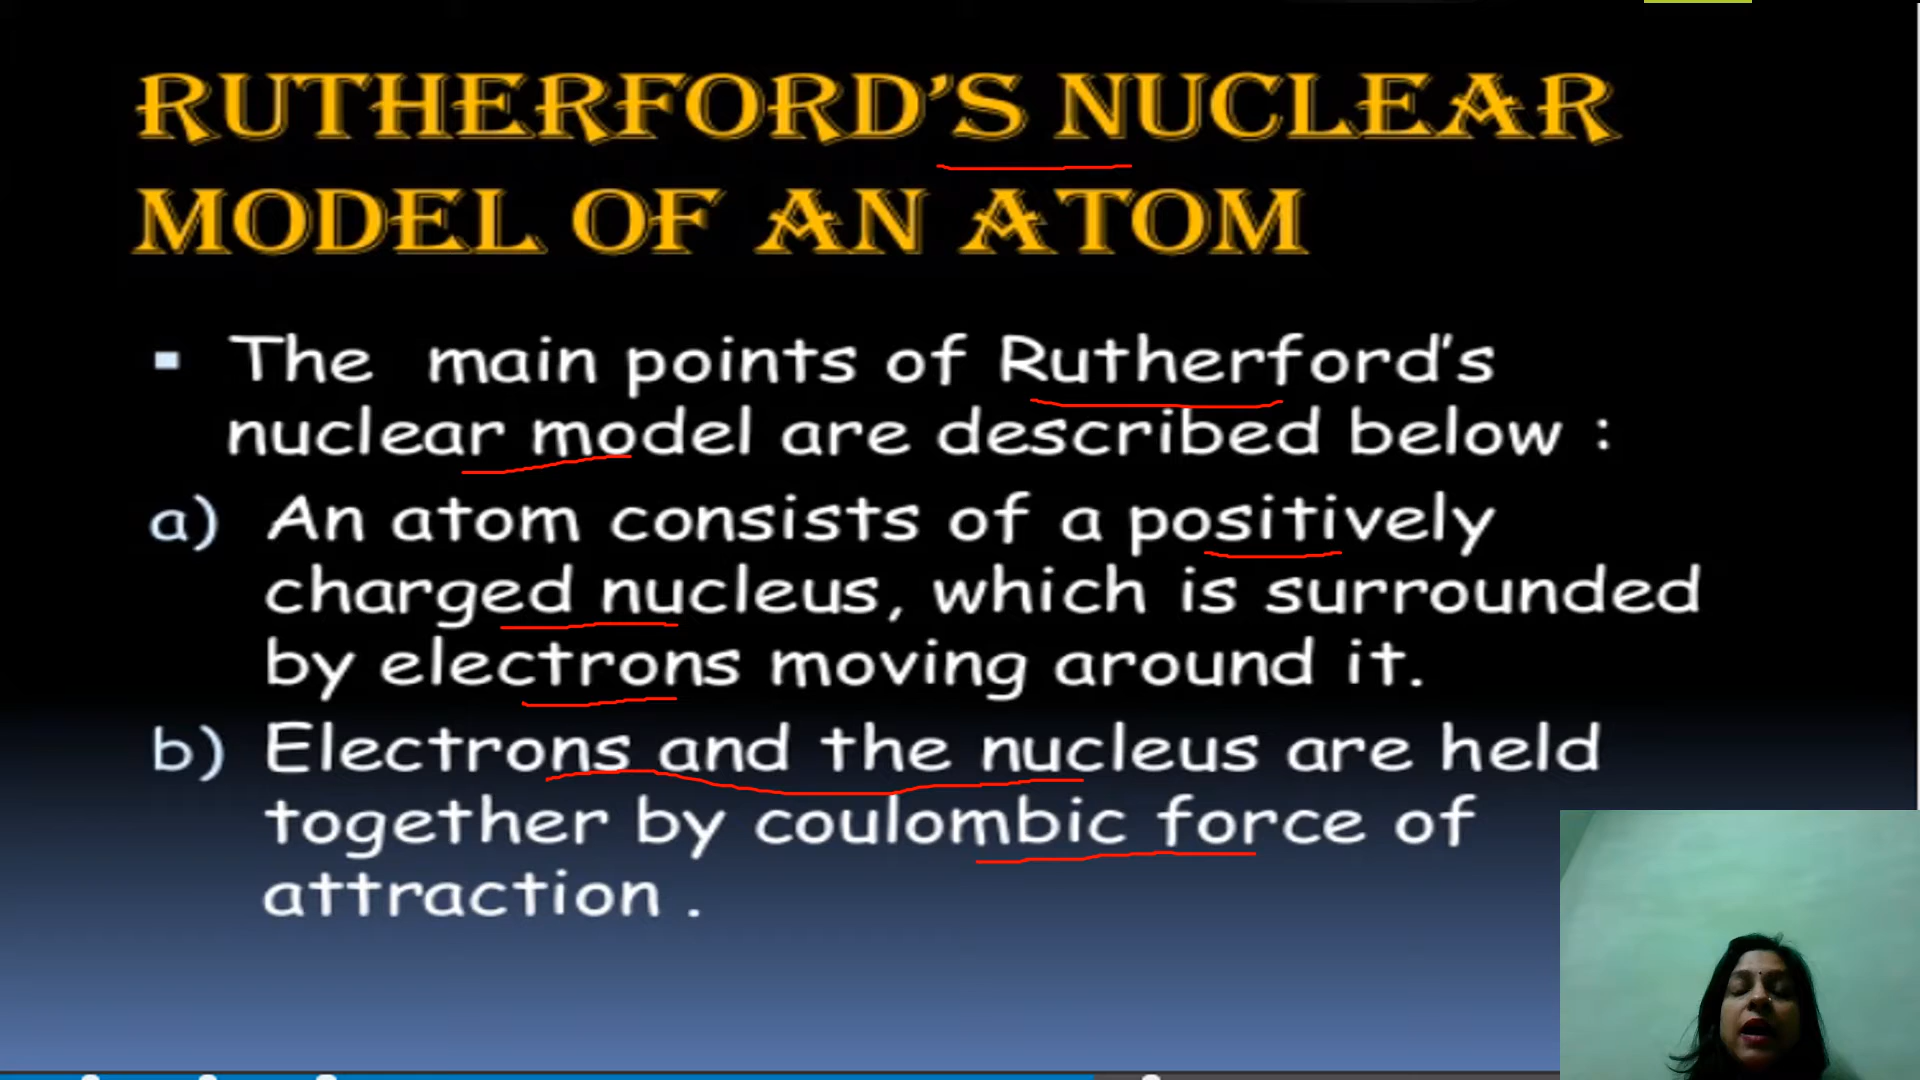 RUTHERFORD'S NUCLEAR
MODEL OF AN ATOM
▪ The main points of Rutherford's
nuclear model are described below :
a) An atom consists of a positively
charged nucleus, which is surrounded
by electrons moving around it.
b) Electrons and the nucleus are held
together by coulombic force of
attraction .